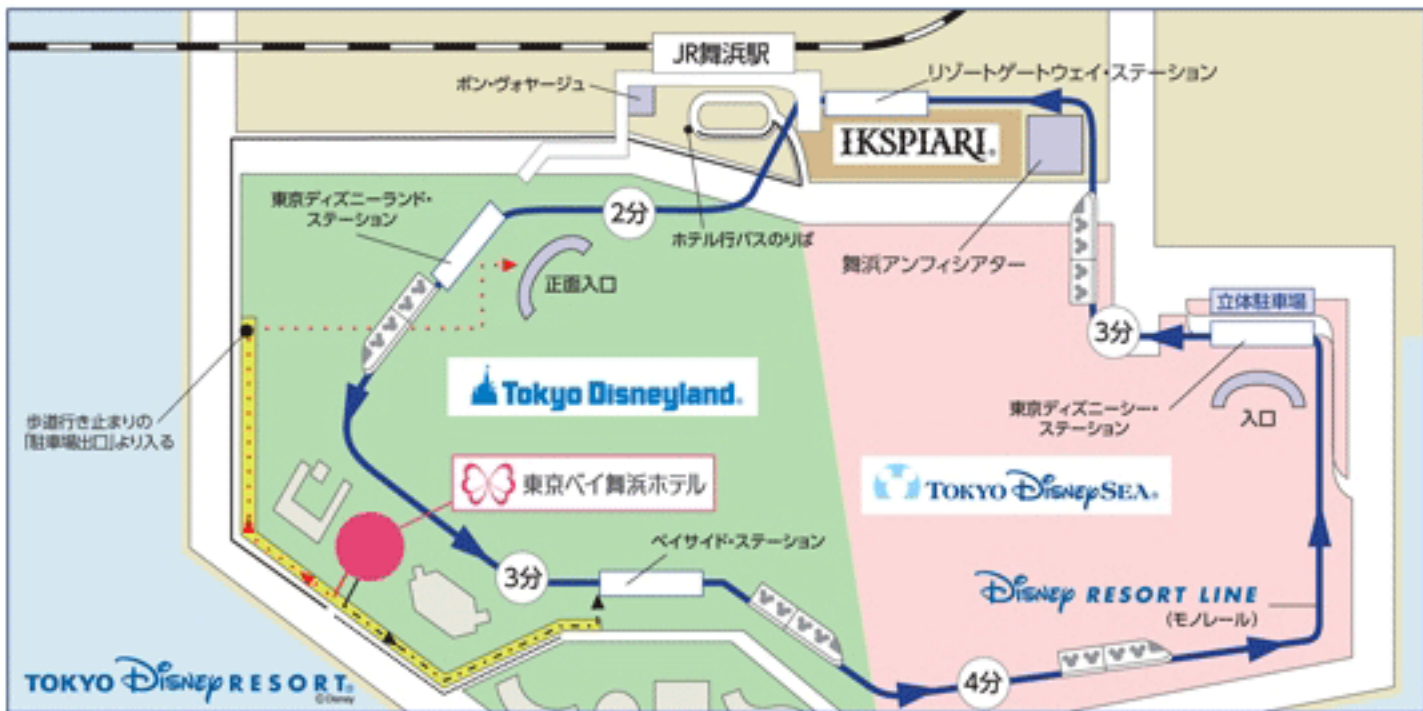 JR舞浜駅
リゾートゲートウェイ・ステーション
ボン・ヴォヤージュ
IKSPIARI®
東京ディズニーランド・
ステーション
2分
ホテル行バスのりば
舞浜アンフィシアター
正面入口
立体駐車場
3分
Tokyo Disneyland®
東京ディズニーシー・
ステーション
入口
歩道行き止まりの
「駐車場出口」より入る
東京ベイ舞浜ホテル
TOKYO DisneySEA®
ベイサイド・ステーション
3分
Disney RESORT LINE
(モノレール)
4分
TOKYO Disney RESORT®
©Disney